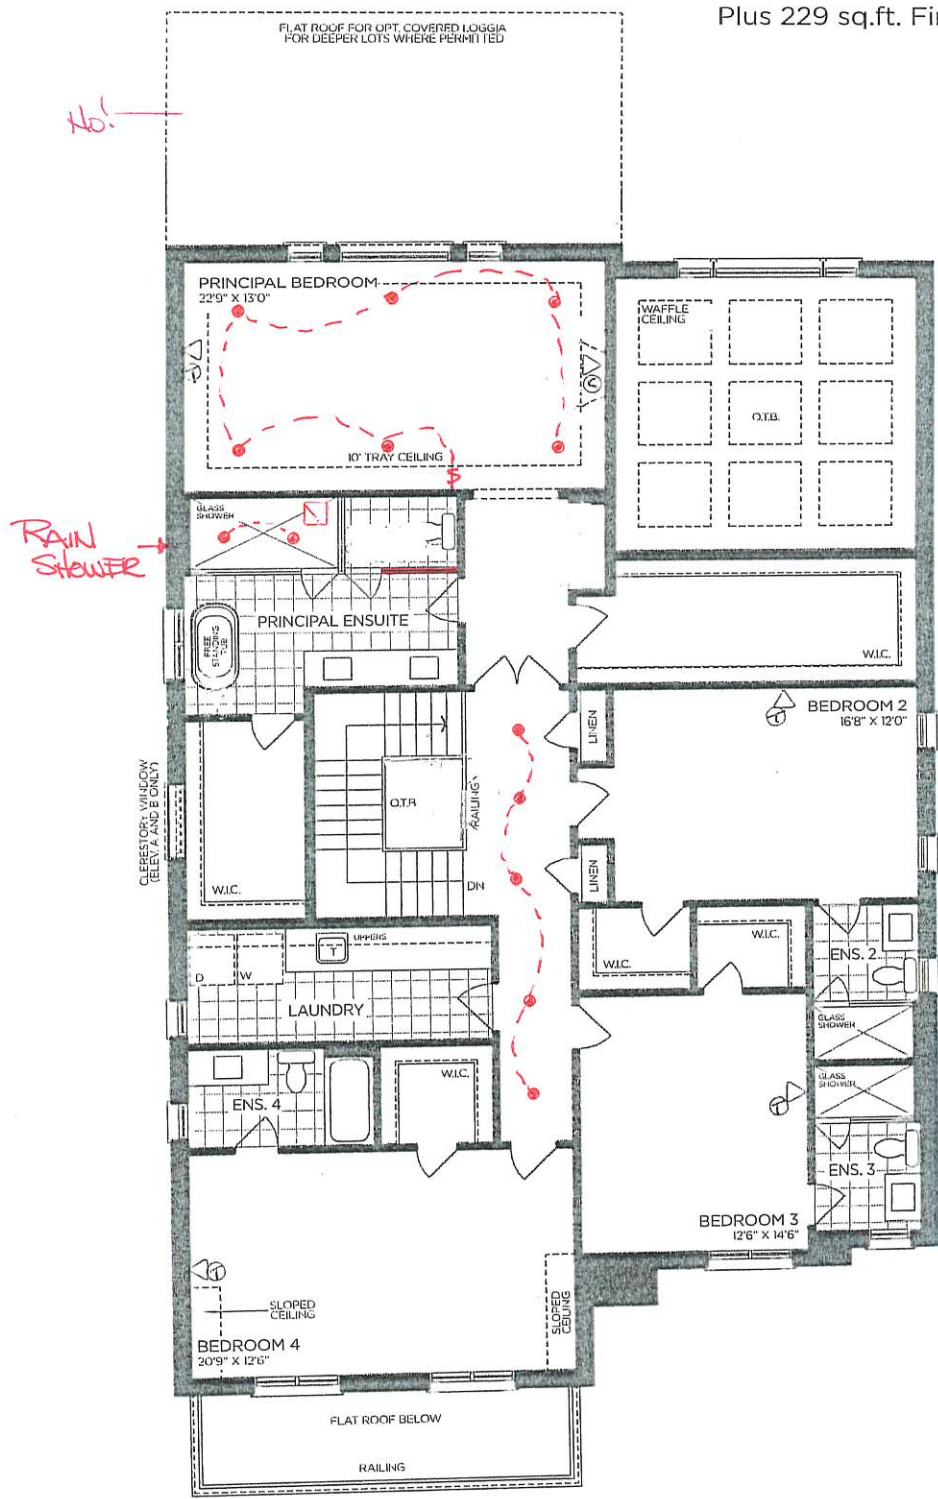 Plus 229 sq.ft. Fin
FLAT ROOF FOR OPT. COVERED LOGGIA
FOR DEEPER LOTS WHERE PERMITTED
No!
PRINCIPAL BEDROOM
22'9" X 13'0"
WAFFLE
CEILING
O.T.B.
10' TRAY CEILING
$
GLASS
SHOWER
RAIN
SHOWER
PRINCIPAL ENSUITE
FREE
STANDING
TUB
W.I.C.
BEDROOM 2
16'8" X 12'0"
T
LINEN
CLERESTORY WINDOW
(ELEV. A AND B ONLY)
O.T.B.
RAILING
W.I.C.
DN
LINEN
UPPERS
T
D
W
LAUNDRY
W.I.C.
W.I.C.
ENS. 2
GLASS
SHOWER
GLASS
SHOWER
W.I.C.
ENS. 4
T
ENS. 3
BEDROOM 3
12'6" X 14'6"
T
SLOPED
CEILING
SLOPED
CEILING
BEDROOM 4
20'9" X 12'6"
FLAT ROOF BELOW
RAILING